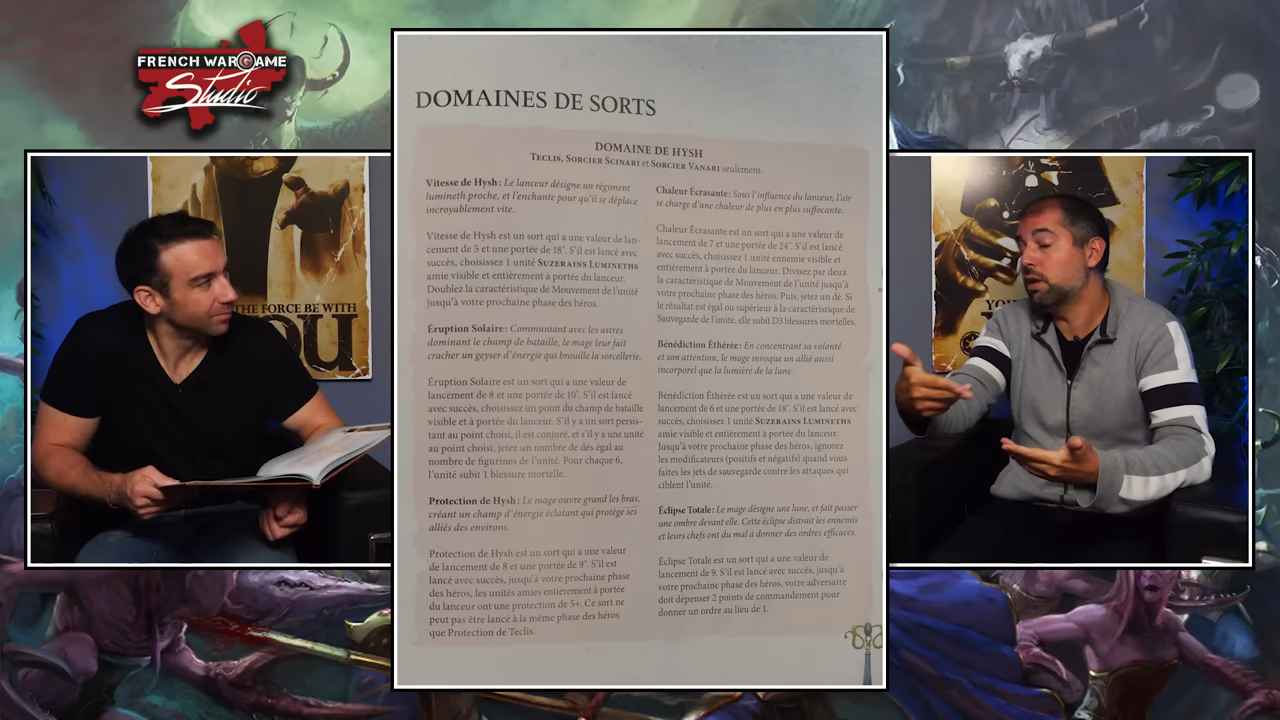 FRENCH WARGAME
Studio
THE FORCE BE WITH
YOU
YOU
DOMAINES DE SORTS
DOMAINE DE HYSH
Teclis, Sorcier Scinari et Sorcier Vanari seulement.
Vitesse de Hysh : Le lanceur désigne un régiment
lumineth proche, et l'enchante pour qu'il se déplace
incroyablement vite.
Vitesse de Hysh est un sort qui a une valeur de lan-
cement de 5 et une portée de 18". S'il est lancé avec
succès, choisissez 1 unité Suzerains Lumineths
amie visible et entièrement à portée du lanceur.
Doublez la caractéristique de Mouvement de l'unité
jusqu'à votre prochaine phase des héros.
Éruption Solaire : Communiant avec les astres
dominant le champ de bataille, le mage leur fait
cracher un geyser d'énergie qui brouille la sorcellerie.
Éruption Solaire est un sort qui a une valeur de
lancement de 8 et une portée de 10". S'il est lancé
avec succès, choisissez un point du champ de bataille
visible et à portée du lanceur. S'il y a un sort persis-
tant au point choisi, il est conjuré, et s'il y a une unité
au point choisi, jetez un nombre de dés égal au
nombre de figurines de l'unité. Pour chaque 6,
l'unité subit 1 blessure mortelle.
Protection de Hysh : Le mage ouvre grand les bras,
créant un champ d'énergie éclatant qui protège ses
alliés des environs.
Protection de Hysh est un sort qui a une valeur
de lancement de 8 et une portée de 9". S'il est
lancé avec succès, jusqu'à votre prochaine phase
des héros, les unités amies entièrement à portée
du lanceur ont une protection de 5+. Ce sort ne
peut pas être lancé à la même phase des héros
que Protection de Teclis.
Chaleur Écrasante : Sous l'influence du lanceur, l'air
se charge d'une chaleur de plus en plus suffocante.
Chaleur Écrasante est un sort qui a une valeur de
lancement de 7 et une portée de 24". S'il est lancé
avec succès, choisissez 1 unité ennemie visible et
entièrement à portée du lanceur. Divisez par deux
la caractéristique de Mouvement de l'unité jusqu'à
votre prochaine phase des héros. Puis, jetez un dé. Si
le résultat est égal ou supérieur à la caractéristique de
Sauvegarde de l'unité, elle subit D3 blessures mortelles.
Bénédiction Éthérée : En concentrant sa volonté
et son attention, le mage invoque un allié aussi
incorporel que la lumière de la lune.
Bénédiction Éthérée est un sort qui a une valeur de
lancement de 6 et une portée de 18". S'il est lancé avec
succès, choisissez 1 unité Suzerains Lumineths
amie visible et entièrement à portée du lanceur.
Jusqu'à votre prochaine phase des héros, ignorez
les modificateurs (positifs et négatifs) quand vous
faites les jets de sauvegarde contre les attaques qui
ciblent l'unité.
Éclipse Totale : Le mage désigne une lune, et fait passer
une ombre devant elle. Cette éclipse distrait les ennemis
et leurs chefs ont du mal à donner des ordres efficaces.
Éclipse Totale est un sort qui a une valeur de
lancement de 9. S'il est lancé avec succès, jusqu'à
votre prochaine phase des héros, votre adversaire
doit dépenser 2 points de commandement pour
donner un ordre au lieu de 1.